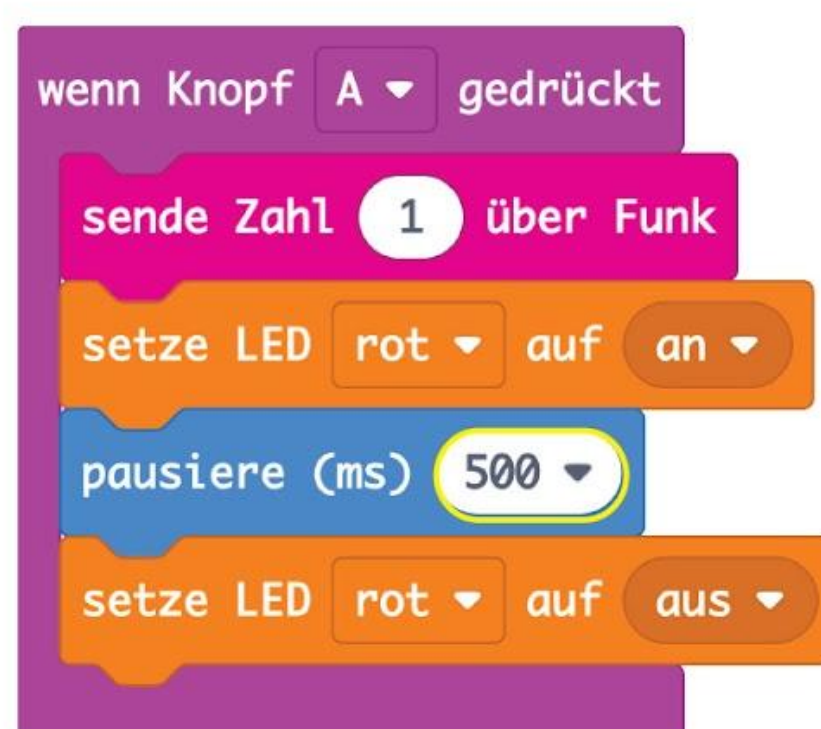 wenn Knopf A gedrückt
sende Zahl 1 über Funk
setze LED rot auf an
pausiere (ms) 500
setze LED rot auf aus